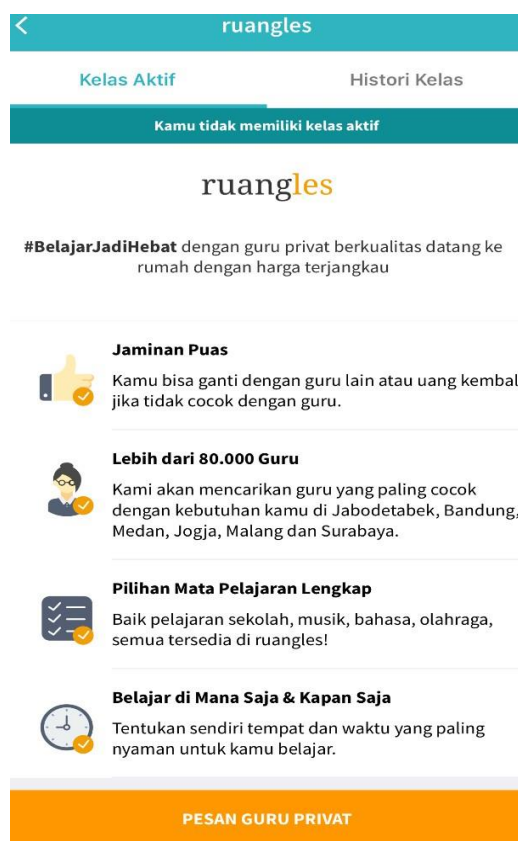 ruangles
Kelas Aktif
Histori Kelas
Kamu tidak memiliki kelas aktif
ruangles
#BelajarJadiHebat dengan guru privat berkualitas datang ke
rumah dengan harga terjangkau
Jaminan Puas
Kamu bisa ganti dengan guru lain atau uang kembal
jika tidak cocok dengan guru.
Lebih dari 80.000 Guru
Kami akan mencarikan guru yang paling cocok
dengan kebutuhan kamu di Jabodetabek, Bandung,
Medan, Jogja, Malang dan Surabaya.
Pilihan Mata Pelajaran Lengkap
Baik pelajaran sekolah, musik, bahasa, olahraga,
semua tersedia di ruangles!
Belajar di Mana Saja & Kapan Saja
Tentukan sendiri tempat dan waktu yang paling
nyaman untuk kamu belajar.
PESAN GURU PRIVAT